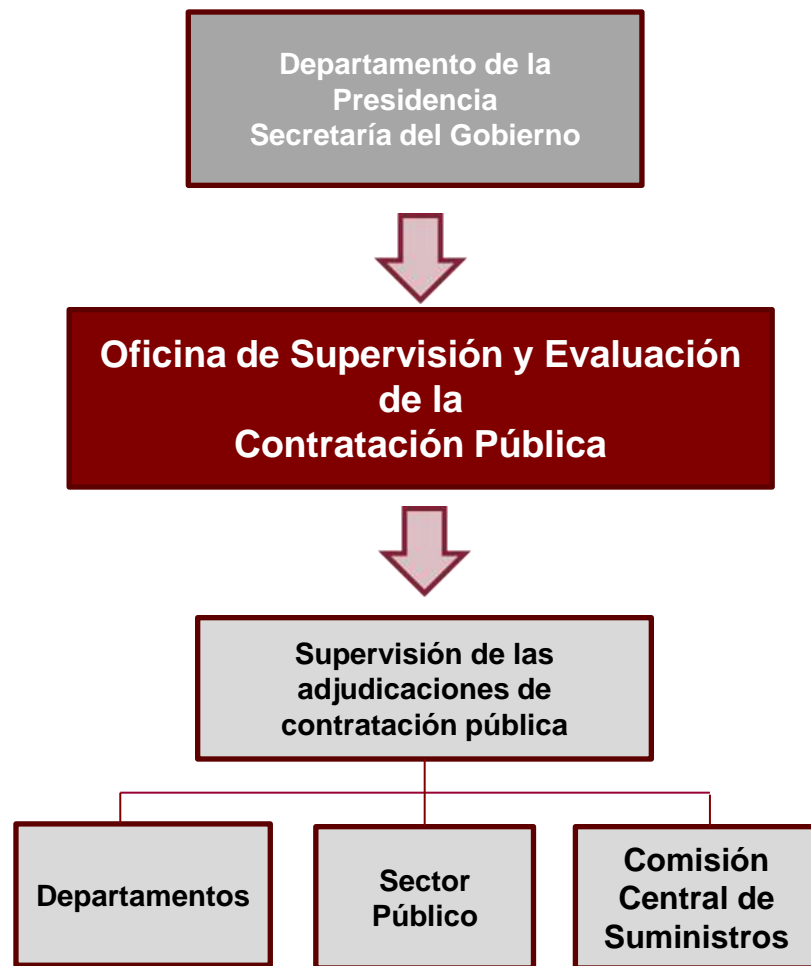 Departamento de la
Presidencia
Secretaría del Gobierno
Oficina de Supervisión y Evaluación
de la
Contratación Pública
Supervisión de las
adjudicaciones de
contratación pública
Departamentos
Sector
Público
Comisión
Central de
Suministros